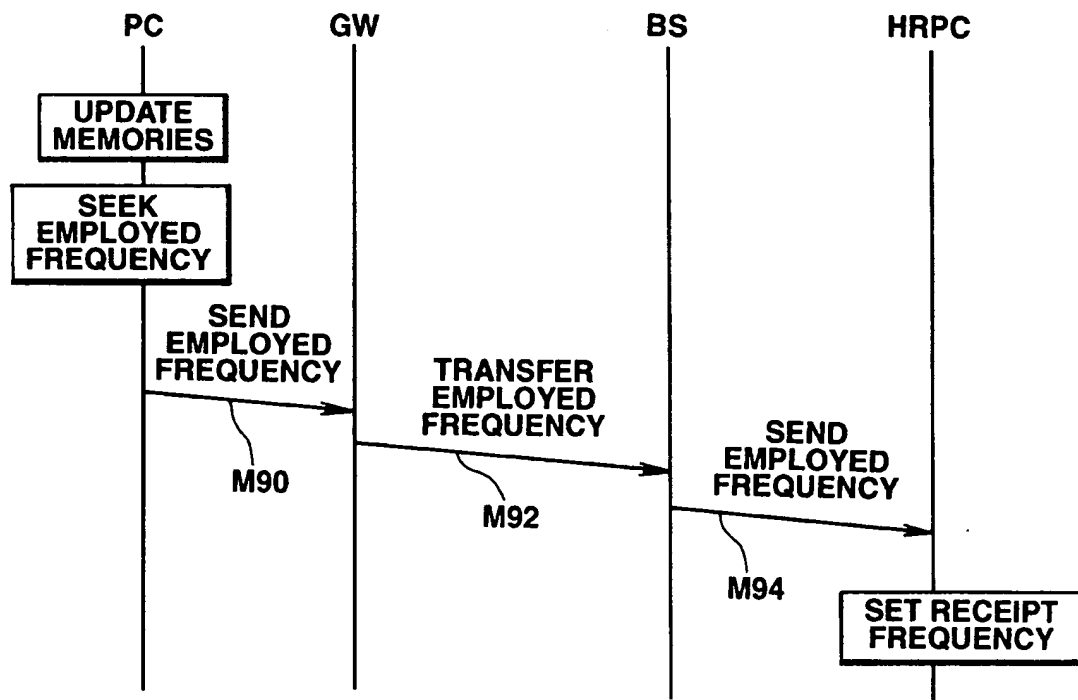 PC
GW
BS
HRPC
UPDATE
MEMORIES
SEEK
EMPLOYED
FREQUENCY
SEND
EMPLOYED
FREQUENCY
M90
TRANSFER
EMPLOYED
FREQUENCY
M92
SEND
EMPLOYED
FREQUENCY
M94
SET RECEIPT
FREQUENCY